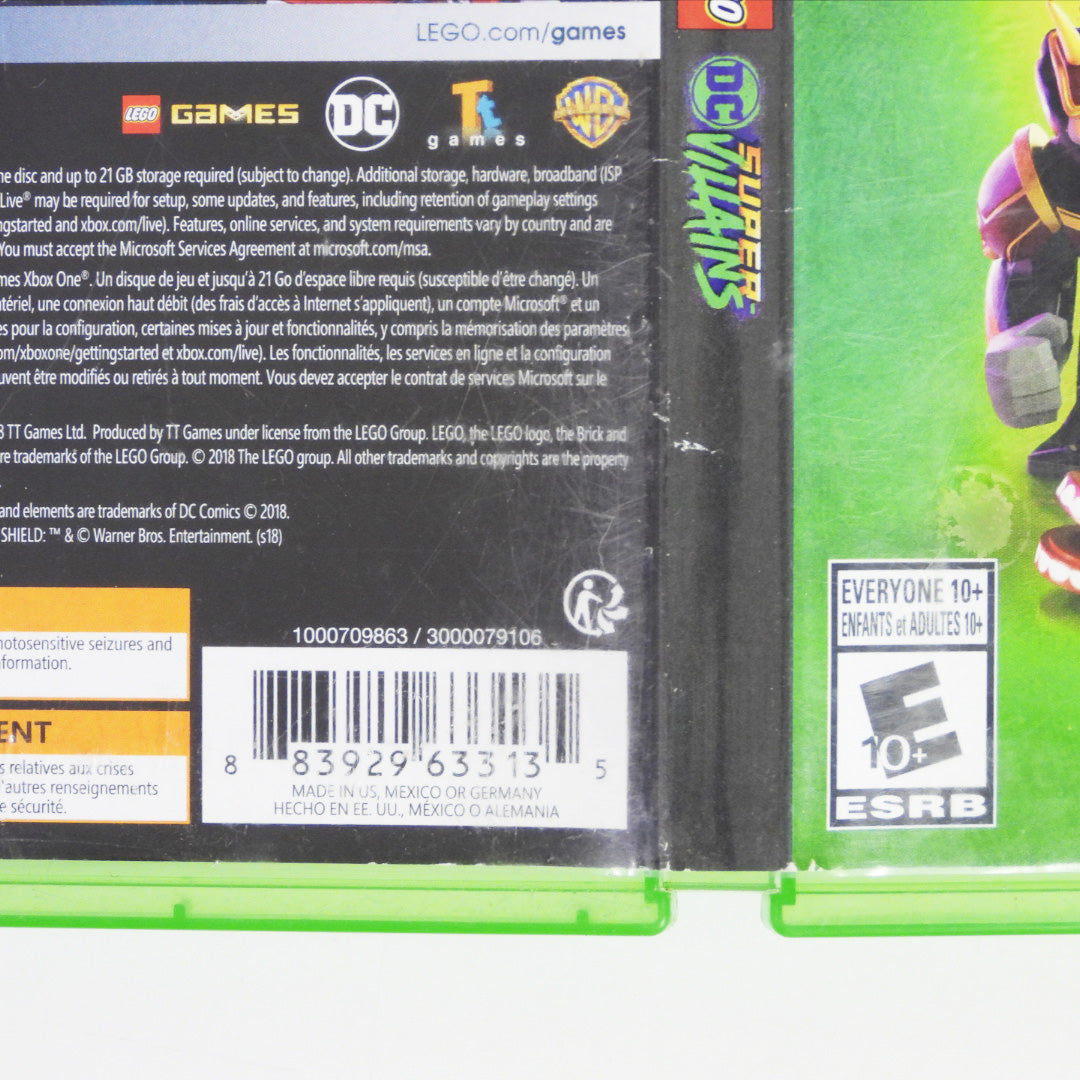 LEGO.com/games
LEGO GAMES DC Tt games WB
disc and up to 21 GB storage required (subject to change). Additional storage, hardware, broadband (ISP
Live® may be required for setup, some updates, and features, including retention of gameplay settings
and xbox.com/live). Features, online services, and system requirements vary by country and are
You must accept the Microsoft Services Agreement at microsoft.com/msa.
Xbox One®. Un disque de jeu et jusqu'à 21 Go d'espace libre requis (susceptible d'être changé). Un
une connexion haut débit (des frais d'accès à Internet s'appliquent), un compte Microsoft® et un
pour la configuration, certaines mises à jour et fonctionnalités, y compris la mémorisation des paramètres
om/xboxone/gettingstarted et xbox.com/live). Les fonctionnalités, les services en ligne et la configuration
être modifiés ou retirés à tout moment. Vous devez accepter le contrat de services Microsoft sur le
TT Games Ltd. Produced by TT Games under license from the LEGO Group. LEGO, the LEGO logo, the Brick and
re trademarks of the LEGO Group. © 2018 The LEGO group. All other trademarks and copyrights are the property
and elements are trademarks of DC Comics © 2018.
SHIELD: ™ & © Warner Bros. Entertainment. (s18)
hotosensitive seizures and
formation.
ENT
s relatives aux crises
d'autres renseignements
e sécurité.
1000709863 / 3000079106
8 83929 63313 5
MADE IN US, MEXICO OR GERMANY
HECHO EN EE. UU., MÉXICO O ALEMANIA
DC SUPER VILLAINS™
EVERYONE 10+
ENFANTS et ADULTES 10+
E
10+
ESRB